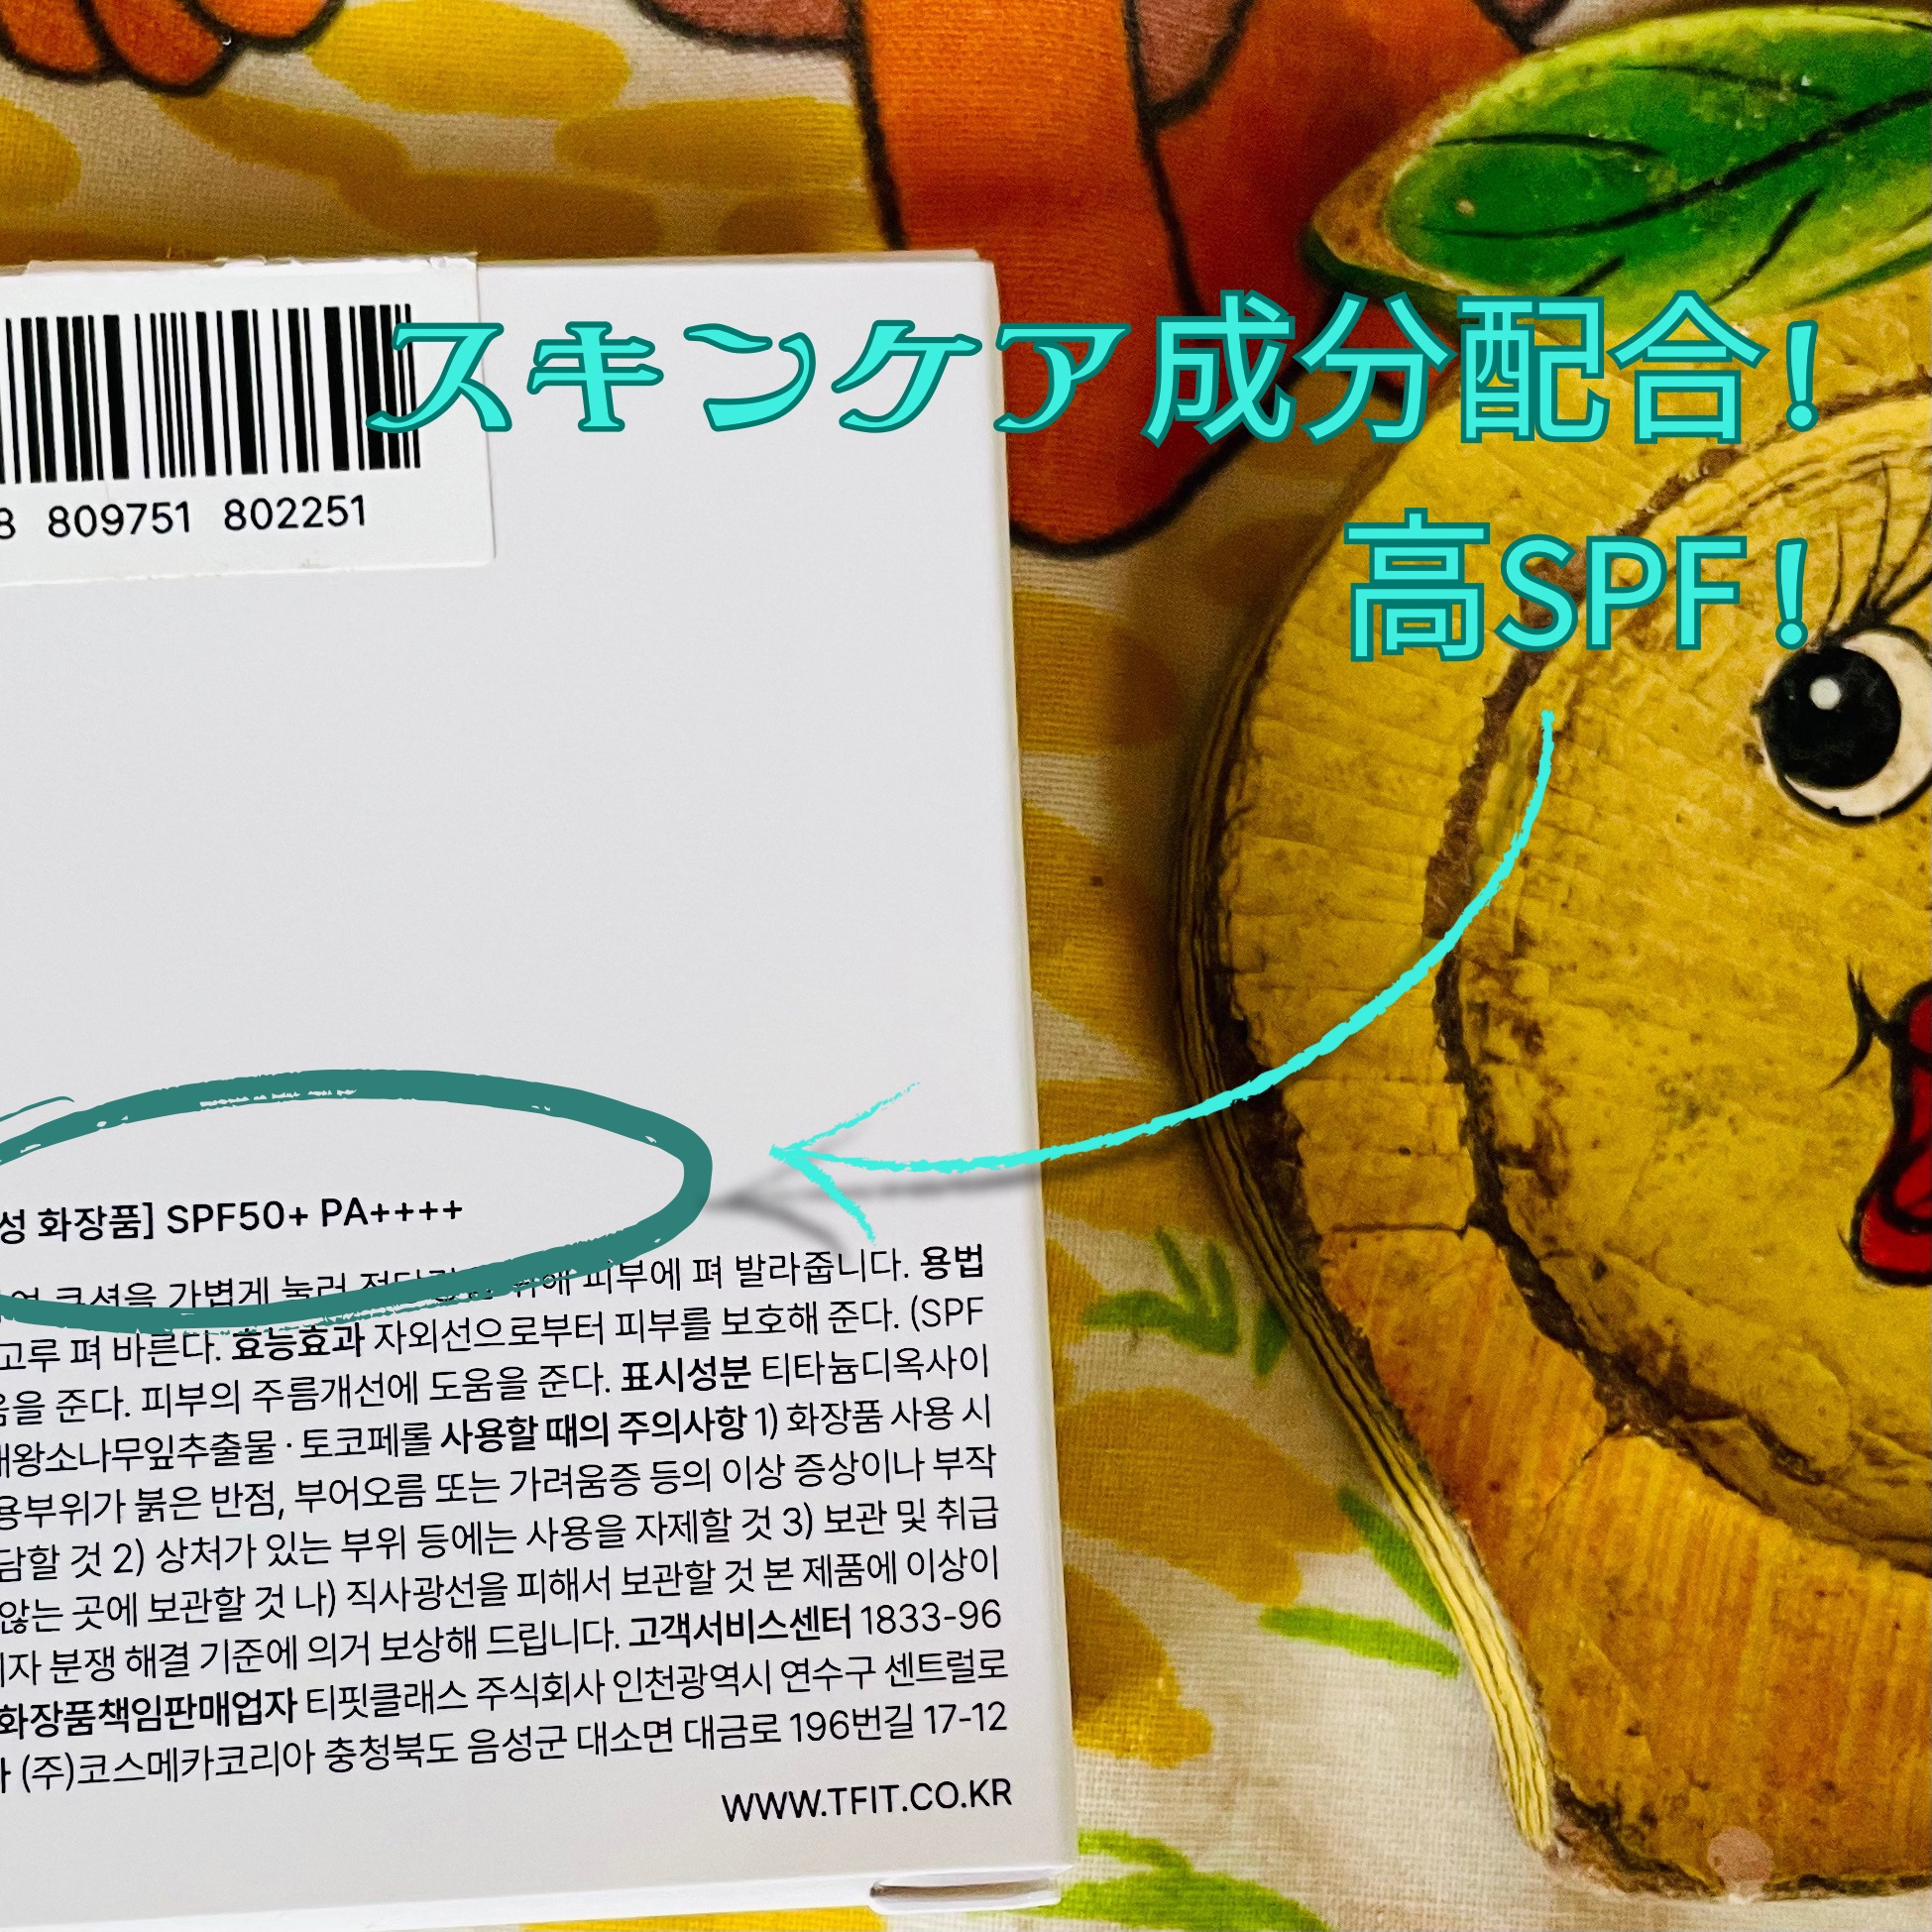 スキンケア成分配合!
8 809751 802251
高SPF!
성 화장품] SPF50+ PA++++
쿠션을 가볍게 눌러 피부에 펴 발라줍니다. 용법
고루 펴 바른다. 효능효과 자외선으로부터 피부를 보호해 준다. (SPF
움을 준다. 피부의 주름개선에 도움을 준다. 표시성분 티타늄디옥사이
대왕소나무잎추출물 · 토코페롤 사용할 때의 주의사항 1) 화장품 사용 시
용부위가 붉은 반점, 부어오름 또는 가려움증 등의 이상 증상이나 부작
담할 것 2) 상처가 있는 부위 등에는 사용을 자제할 것 3) 보관 및 취급
않는 곳에 보관할 것 나) 직사광선을 피해서 보관할 것 본 제품에 이상이
자 분쟁 해결 기준에 의거 보상해 드립니다. 고객서비스센터 1833-96
화장품책임판매업자 티핏클래스 주식회사 인천광역시 연수구 센트럴로
(주)코스메카코리아 충청북도 음성군 대소면 대금로 196번길 17-12
WWW.TFIT.CO.KR